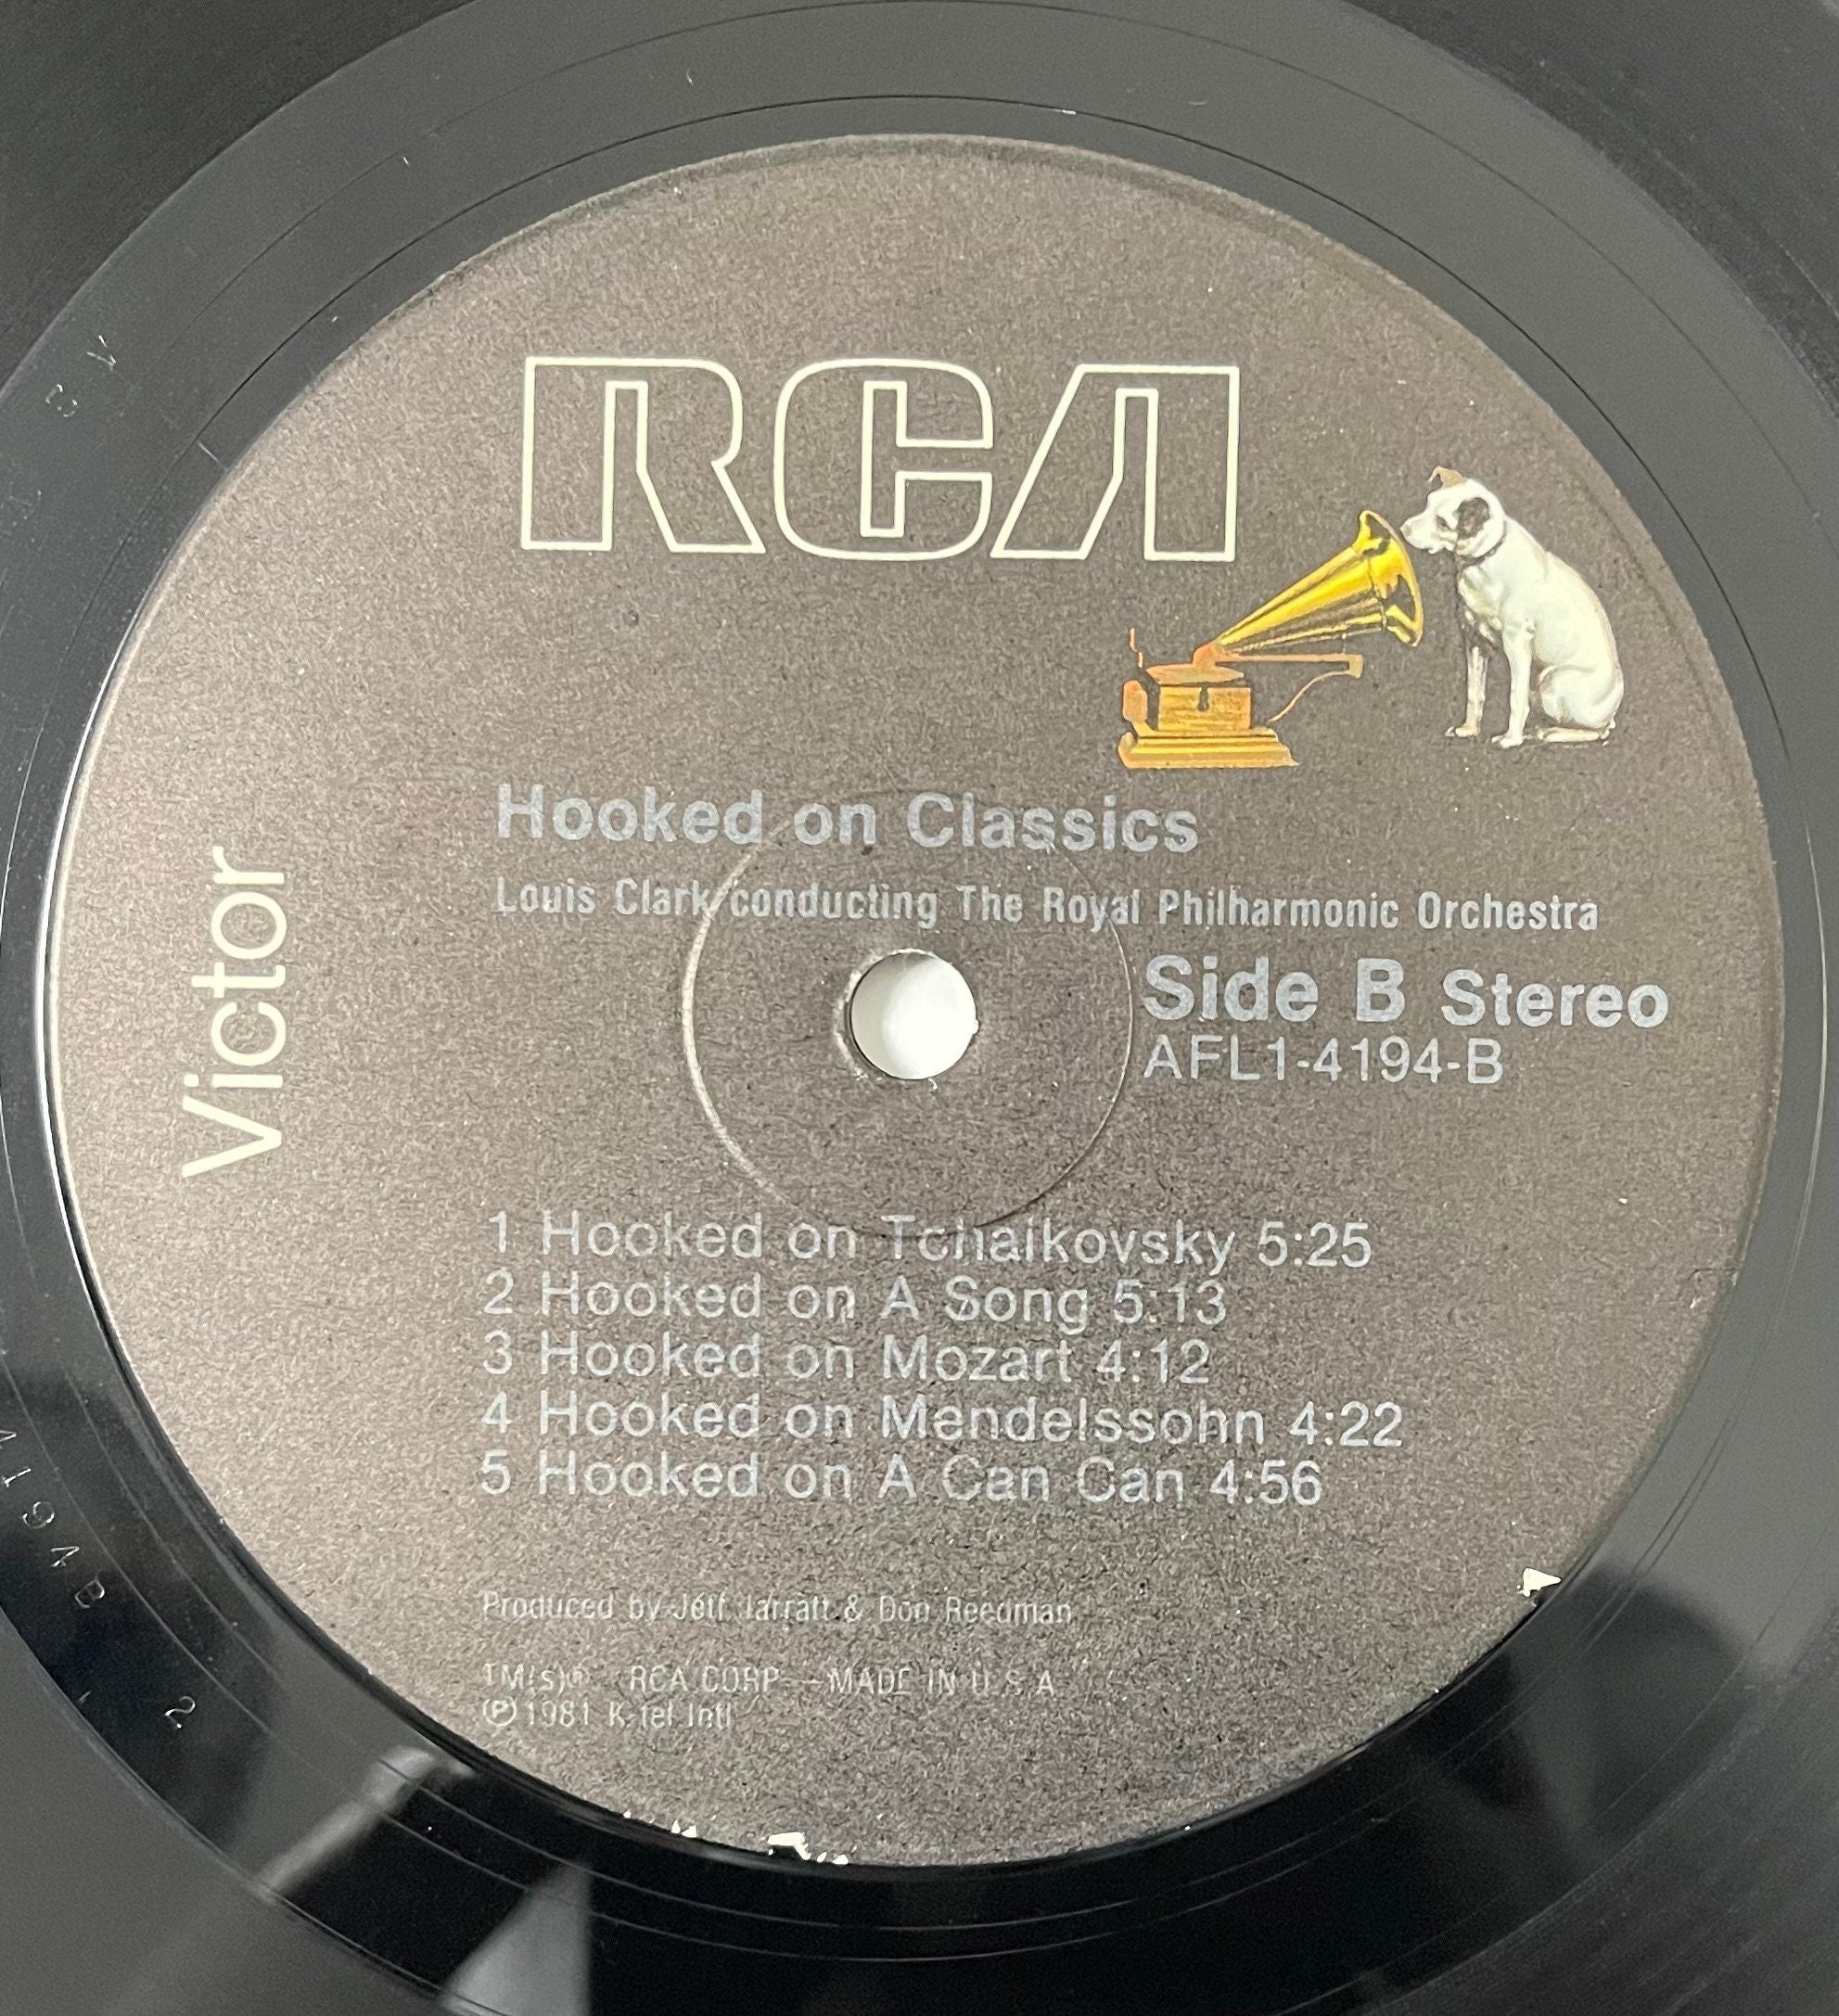 RCA
Hooked on Classics
Louis Clark conducting The Royal Philharmonic Orchestra
Side B Stereo
AFL1-4194-B
Victor
1 Hooked on Tchaikovsky 5:25
2 Hooked on A Song 5:13
3 Hooked on Mozart 4:12
4 Hooked on Mendelssohn 4:22
5 Hooked on A Can Can 4:56
Produced by Jeff Jarratt & Don Reedman
TM(s)® RCA CORP—MADE IN U.S.A.
℗ 1981 K-tel Intl
4194B
2